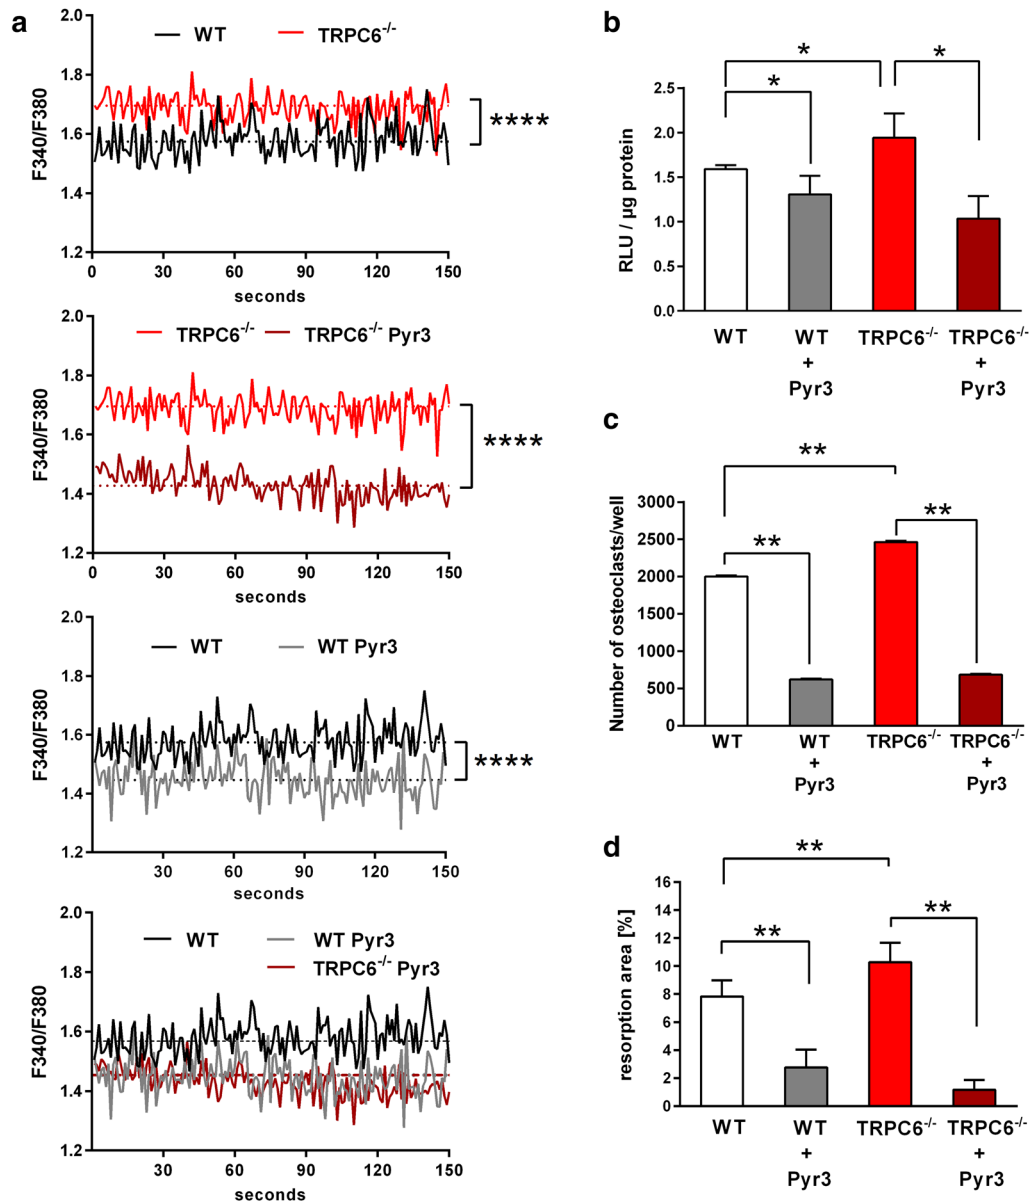 a
2.0
WT
TRPC6-/-
1.8
1.6
1.4
1.2
F340/F380
****
0 30 60 90 120 150
seconds
2.0
TRPC6-/-
TRPC6-/- Pyr3
1.8
1.6
1.4
1.2
F340/F380
****
0 30 60 90 120 150
seconds
2.0
WT
WT Pyr3
1.8
1.6
1.4
1.2
F340/F380
****
30 60 90 120 150
seconds
2.0
WT
WT Pyr3
TRPC6-/- Pyr3
1.8
1.6
1.4
1.2
F340/F380
30 60 90 120 150
seconds
b
*
*
*
2.5
2.0
1.5
1.0
0.5
0.0
RLU / µg protein
WT
WT
+
Pyr3
TRPC6-/-
TRPC6-/-
+
Pyr3
c
**
**
**
3000
2500
2000
1500
1000
500
0
Number of osteoclasts/well
WT
WT
+
Pyr3
TRPC6-/-
TRPC6-/-
+
Pyr3
d
**
**
**
16
14
12
10
8
6
4
2
0
resorption area [%]
WT
WT
+
Pyr3
TRPC6-/-
TRPC6-/-
+
Pyr3